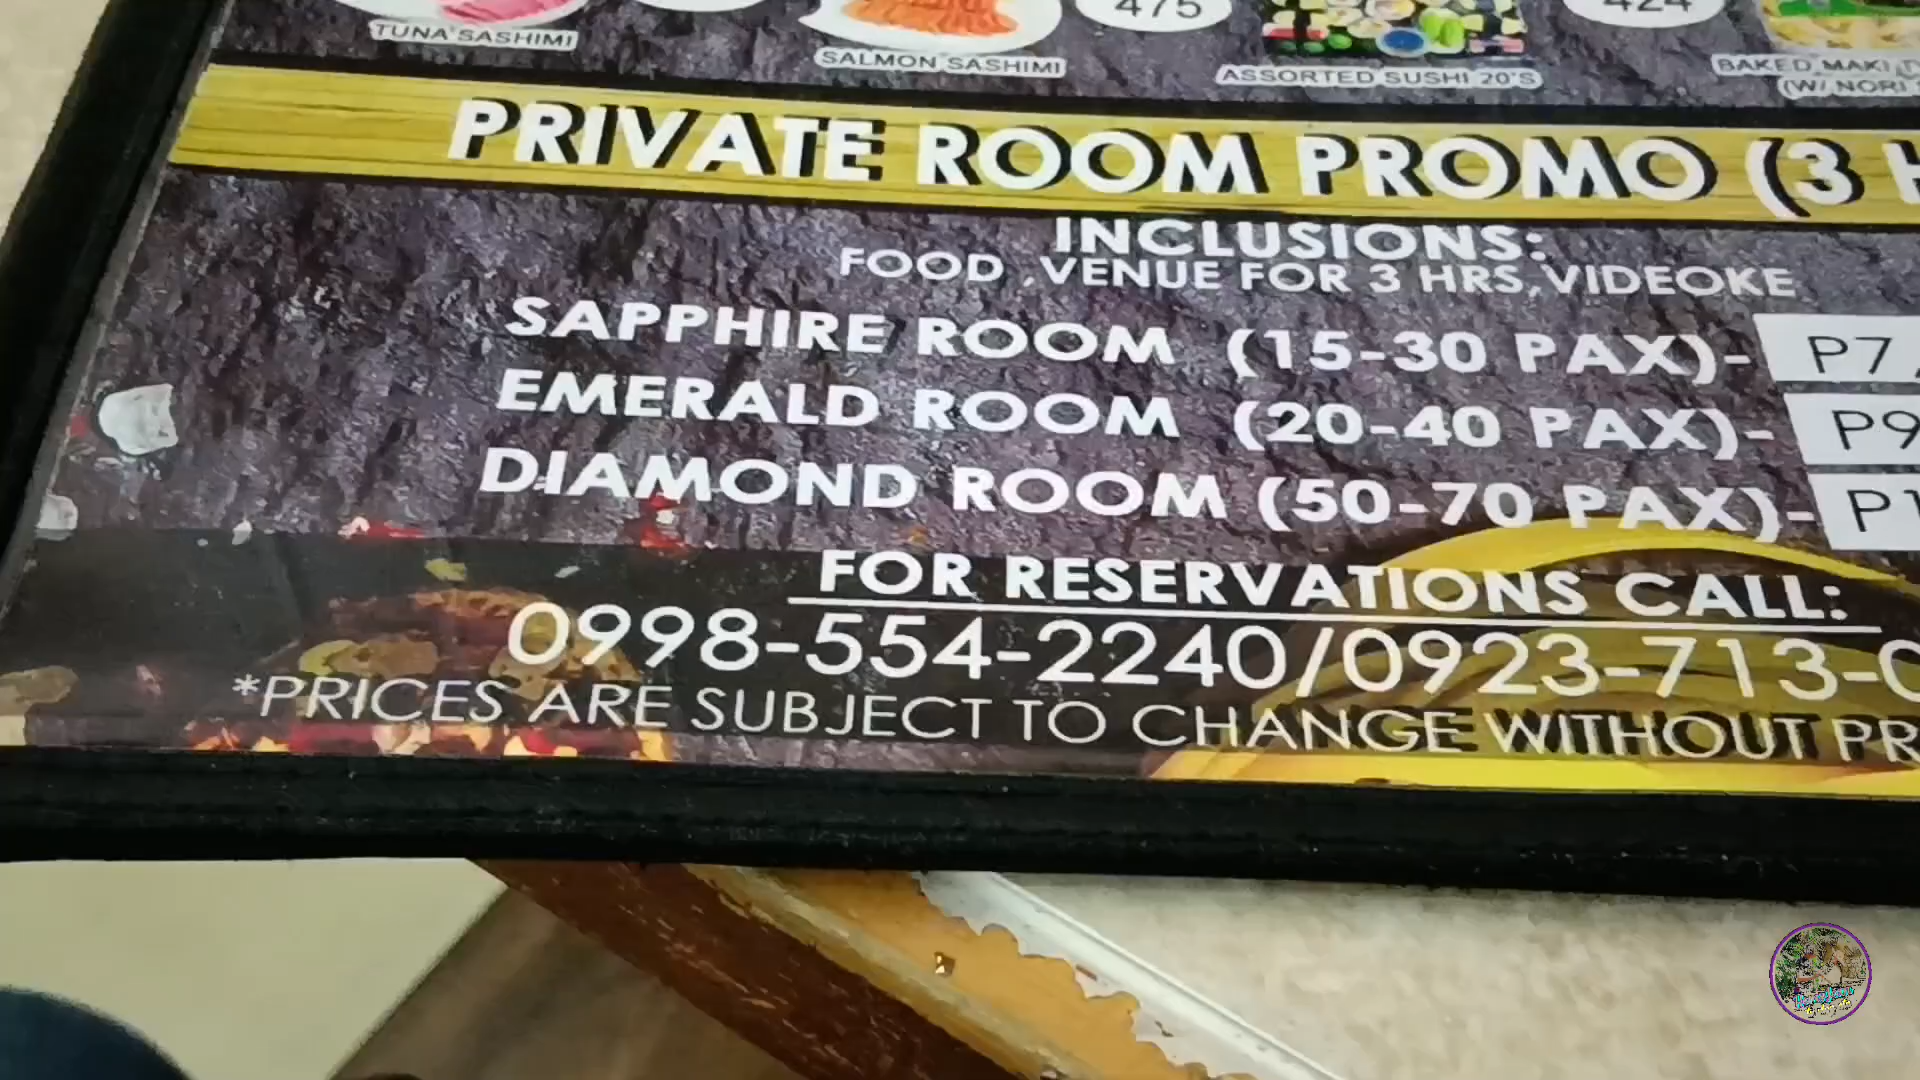 475
424
TUNA SASHIMI
SALMON SASHIMI
ASSORTED SUSHI 20'S
BAKED MAKI
(W/ NORI
PRIVATE ROOM PROMO (3 H
INCLUSIONS:
FOOD ,VENUE FOR 3 HRS,VIDEOKE
SAPPHIRE ROOM (15-30 PAX)- P7,
EMERALD ROOM (20-40 PAX)- P9
DIAMOND ROOM (50-70 PAX)- P1
FOR RESERVATIONS CALL:
0998-554-2240/0923-713-0
*PRICES ARE SUBJECT TO CHANGE WITHOUT PR